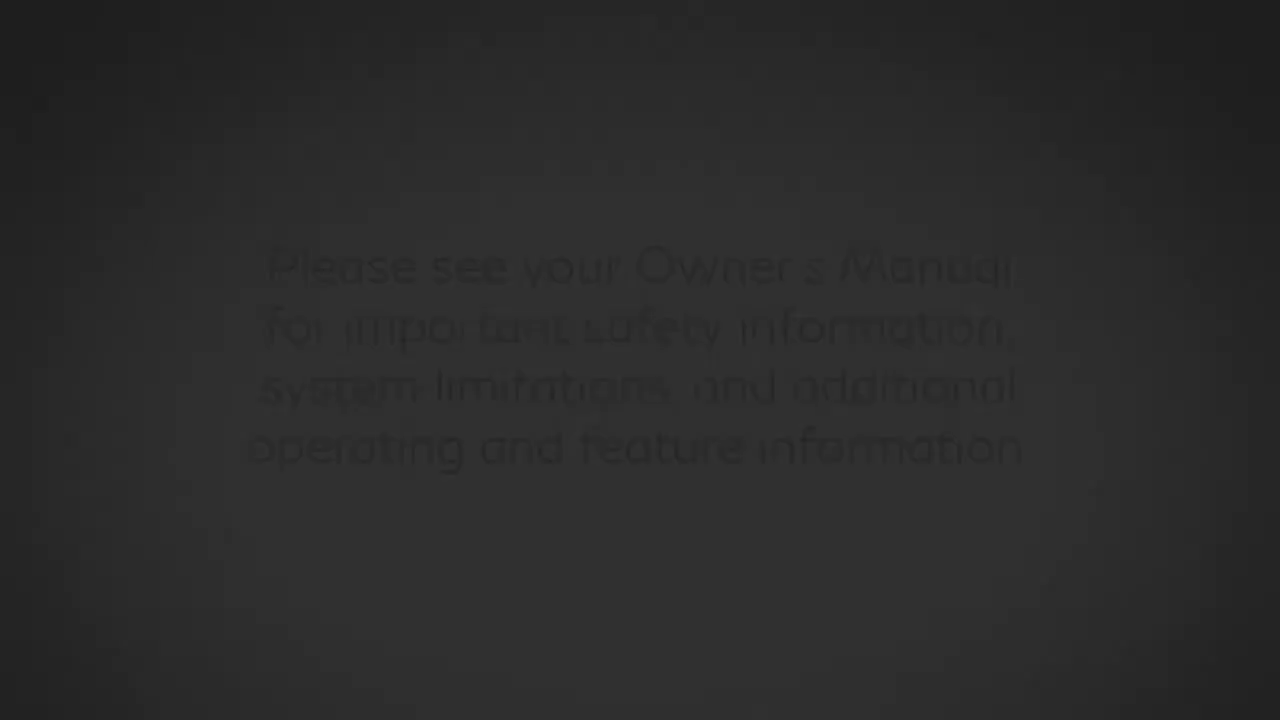 Please see your Owner's Manual
for important safety information,
system limitations, and additional
operating and feature information